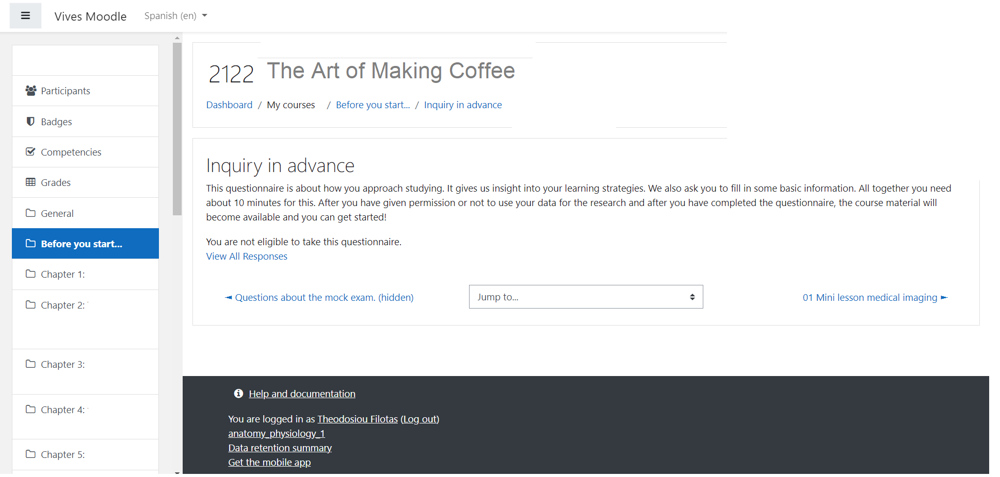 Vives Moodle Spanish (en)
Participants
Badges
Competencies
Grades
General
Before you start...
Chapter 1:
Chapter 2:
Chapter 3:
Chapter 4:
Chapter 5:
2122 The Art of Making Coffee
Dashboard / My courses / Before you start... / Inquiry in advance
Inquiry in advance
This questionnaire is about how you approach studying. It gives us insight into your learning strategies. We also ask you to fill in some basic information. All together you need
about 10 minutes for this. After you have given permission or not to use your data for the research and after you have completed the questionnaire, the course material will
become available and you can get started!
You are not eligible to take this questionnaire.
View All Responses
◄ Questions about the mock exam. (hidden) Jump to... 01 Mini lesson medical imaging ►
Help and documentation
You are logged in as Theodosiou Filotas (Log out)
anatomy_physiology_1
Data retention summary
Get the mobile app